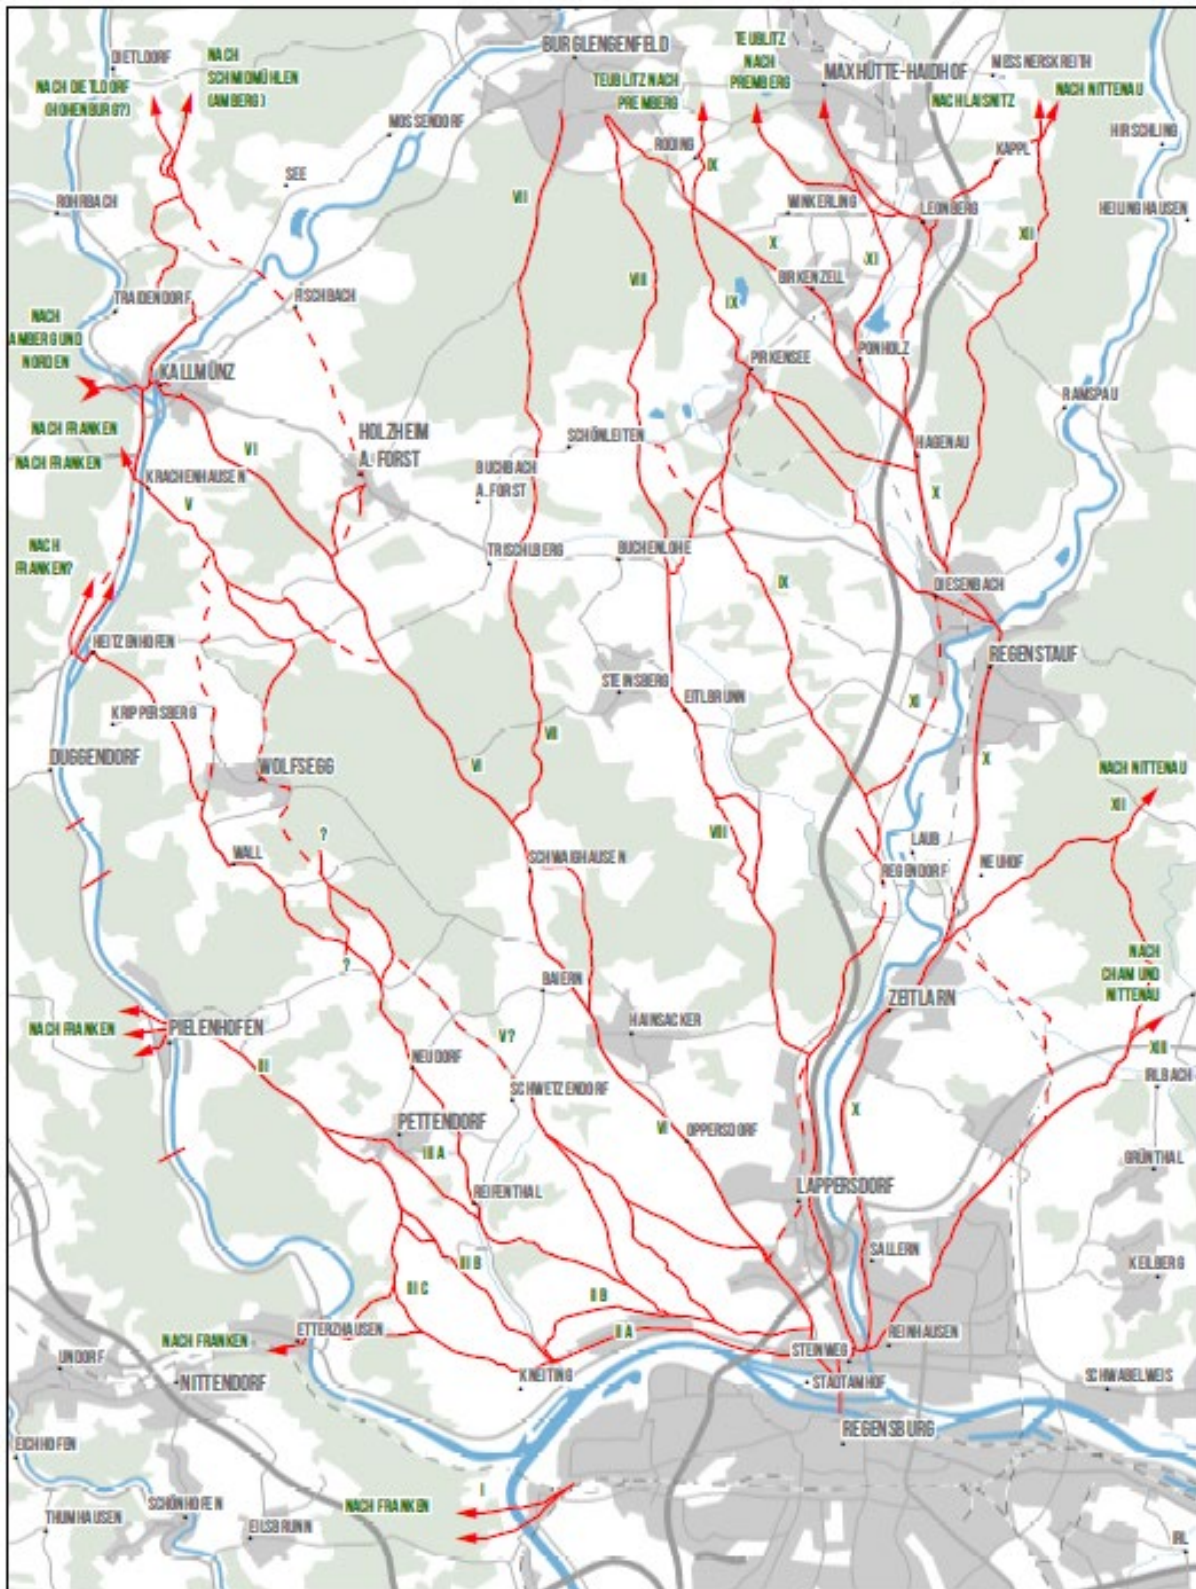 DIETLDORF
NACH
SCHMIDMÜHLEN
(AMBERG)
NACH DIETLDORF
(HOHENBURG?)
BURGLENGENFELD
TEUBLITZ NACH
PREMBERG
TEUBLITZ
NACH
PREMBERG
MAXHÜTTE-HAIDHOF
MESSNERSKREITH
NACH LAISNITZ
NACH NITTENAU
HIRSCHLING
MOSSENDORF
RODING
IX
KAPPL
SEE
ROHRBACH
VII
WINKERLING
LEONBERG
HEILINGHAUSEN
XII
X
XI
VIII
BIRKENZELL
TRAIDENDORF
FISCHBACH
IX
NACH
AMBERG UND
NORDEN
KALLMÜNZ
PIRKENSEE
PONHOLZ
RAMSPAU
NACH FRANKEN
NACH FRANKEN
VI
HOLZHEIM
A. FORST
SCHÖNLEITEN
HAGENAU
KRACHENHAUSEN
V
BUCHBACH
A. FORST
X
NACH
FRANKEN?
TRISCHLBERG
BUCHENLOHE
IX
DIESENBACH
HEITZENHOFEN
REGENSTAUF
STEINSBERG
EITLBRUNN
XI
KRIPPERSBERG
DUGGENDORF
WOLFSEGG
VI
VII
X
NACH NITTENAU
XII
?
VIII
WALL
SCHWAIGHAUSEN
LAUB
NEUHOF
REGENDORF
?
BAIERN
ZEITLARN
NACH
CHAM UND
NITTENAU
NACH FRANKEN
PIELENHOFEN
HAINSACKER
V?
III
NEUDORF
XIII
SCHWETZENDORF
IRLBACH
PETTENDORF
III A
VI
OPPERSDORF
X
GRÜNTHAL
REIFENTHAL
LAPPERSDORF
III B
SALLERN
KEILBERG
III C
II B
NACH FRANKEN
ETTERZHAUSEN
II A
REINHAUSEN
UNDORF
NITTENDORF
KNEITING
STEINWEG
STADTAMHOF
SCHWABELWEIS
REGENSBURG
EICHHOFEN
I
NACH FRANKEN
SCHÖNHOFEN
THUMHAUSEN
EILSBRUNN
IRL